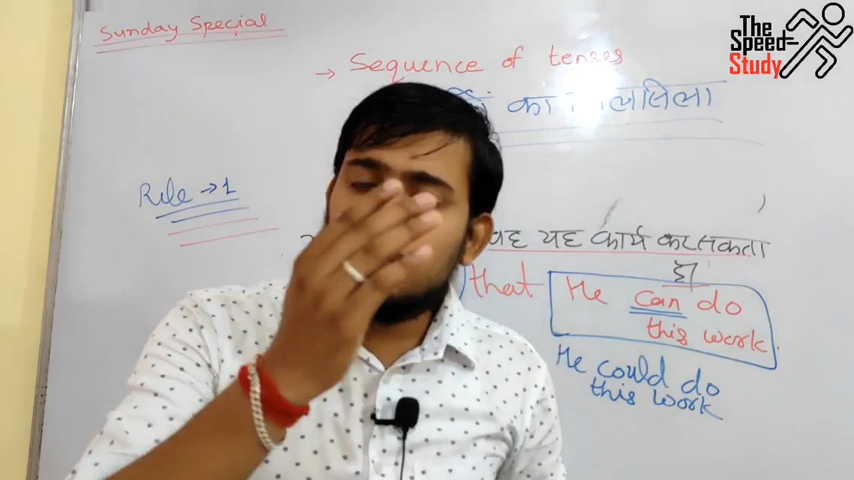 Sunday Special
The
Speed-
Study
→ Sequence of tenses
का
Rule → 1
वह यह कार्य कर सकता
है।
that He can do
this work.
He could do
this work